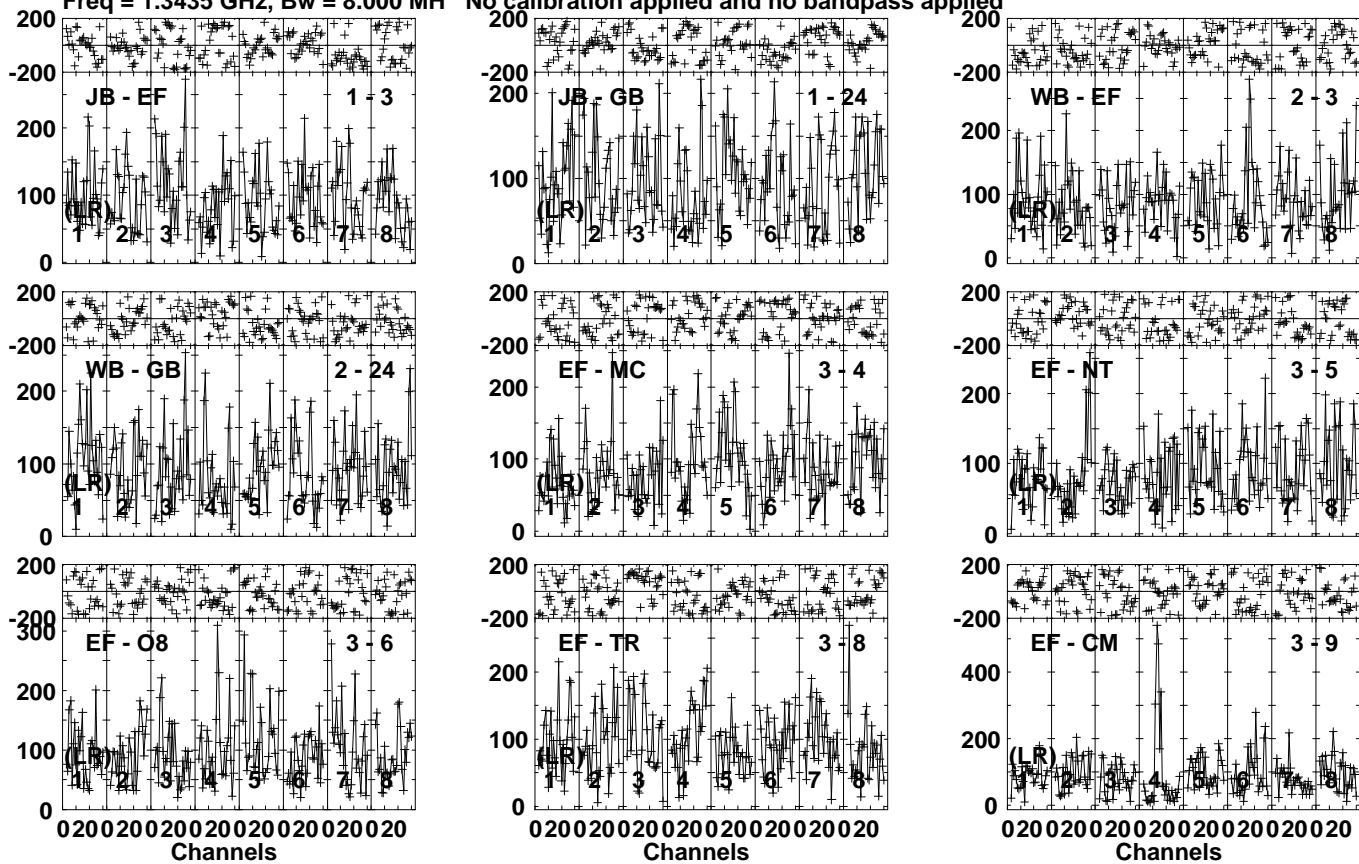 Freq = 1.3435 GHz, Bw = 8.000 MH No calibration applied and no bandpass applied
200
-200
JB - EF 1 - 3
200
100
0
(LR)
1 2 3 4 5 6 7 8
200
-200
JB - GB 1 - 24
200
100
0
(LR)
1 2 3 4 5 6 7 8
200
-200
WB - EF 2 - 3
200
100
0
(LR)
1 2 3 4 5 6 7 8
200
-200
WB - GB 2 - 24
200
100
0
(LR)
1 2 3 4 5 6 7 8
200
-200
EF - MC 3 - 4
200
100
0
(LR)
1 2 3 4 5 6 7 8
200
-200
EF - NT 3 - 5
200
100
0
(LR)
1 2 3 4 5 6 7 8
200
-200
EF - O8 3 - 6
300
200
100
0
(LR)
1 2 3 4 5 6 7 8
0 20 0 20 0 20 0 20 0 20 0 20 0 20 0 20
Channels
200
-200
EF - TR 3 - 8
200
100
0
(LR)
1 2 3 4 5 6 7 8
0 20 0 20 0 20 0 20 0 20 0 20 0 20 0 20
Channels
200
-200
EF - CM 3 - 9
400
200
0
(LR)
1 2 3 4 5 6 7 8
0 20 0 20 0 20 0 20 0 20 0 20 0 20 0 20
Channels